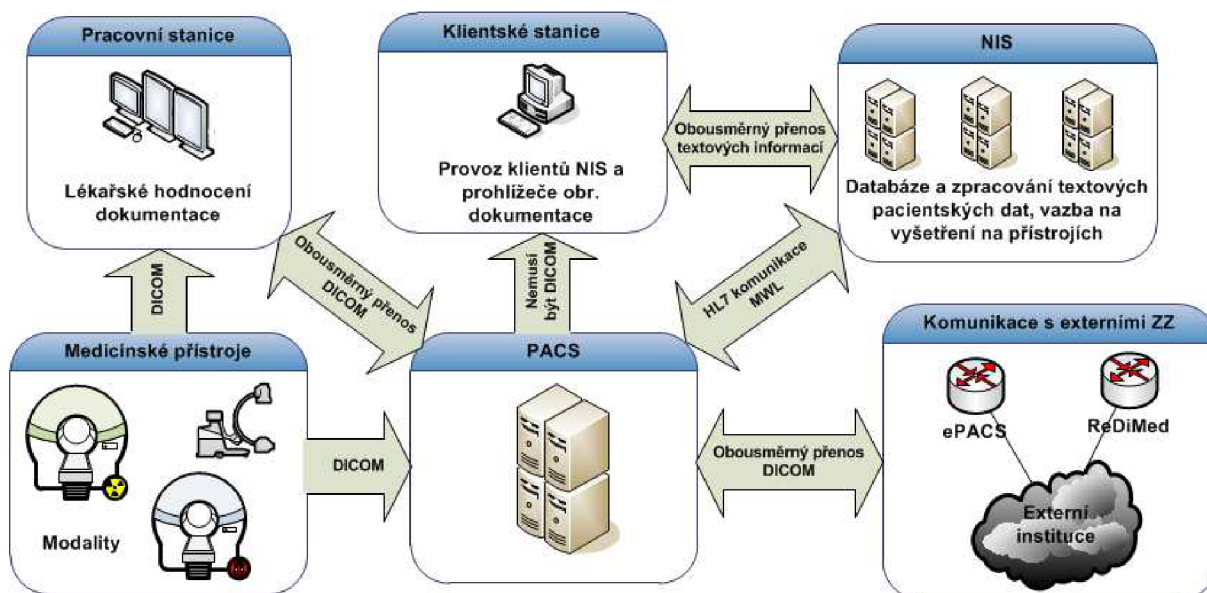 Pracovní stanice
Lékařské hodnocení
dokumentace
Klientské stanice
Provoz klientů NIS a
prohlížeče obr.
dokumentace
Obousměrný přenos
textových informací
NIS
Databáze a zpracování textových
pacientských dat, vazba na
vyšetření na přístrojích
DICOM
Obousměrný přenos
DICOM
Nemusí
být DICOM
HL7 komunikace
MWL
Medicínské přístroje
Modality
DICOM
PACS
Obousměrný přenos
DICOM
Komunikace s externími ZZ
ePACS
ReDiMed
Externí
instituce